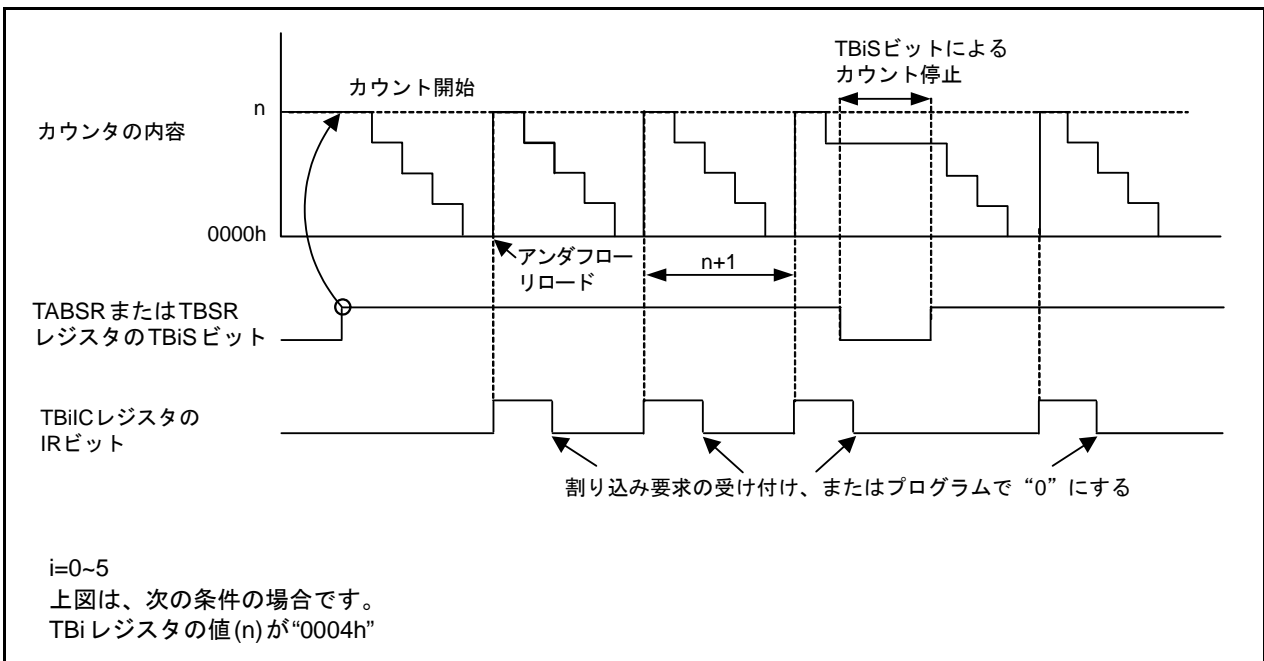 TBiSビットによる
カウント停止
カウント開始
n
カウンタの内容
0000h
アンダフロー
リロード
n+1
TABSRまたはTBSR
レジスタのTBiSビット
TBiICレジスタの
IRビット
割り込み要求の受け付け、またはプログラムで“0”にする
i=0~5
上図は、次の条件の場合です。
TBiレジスタの値(n)が“0004h”